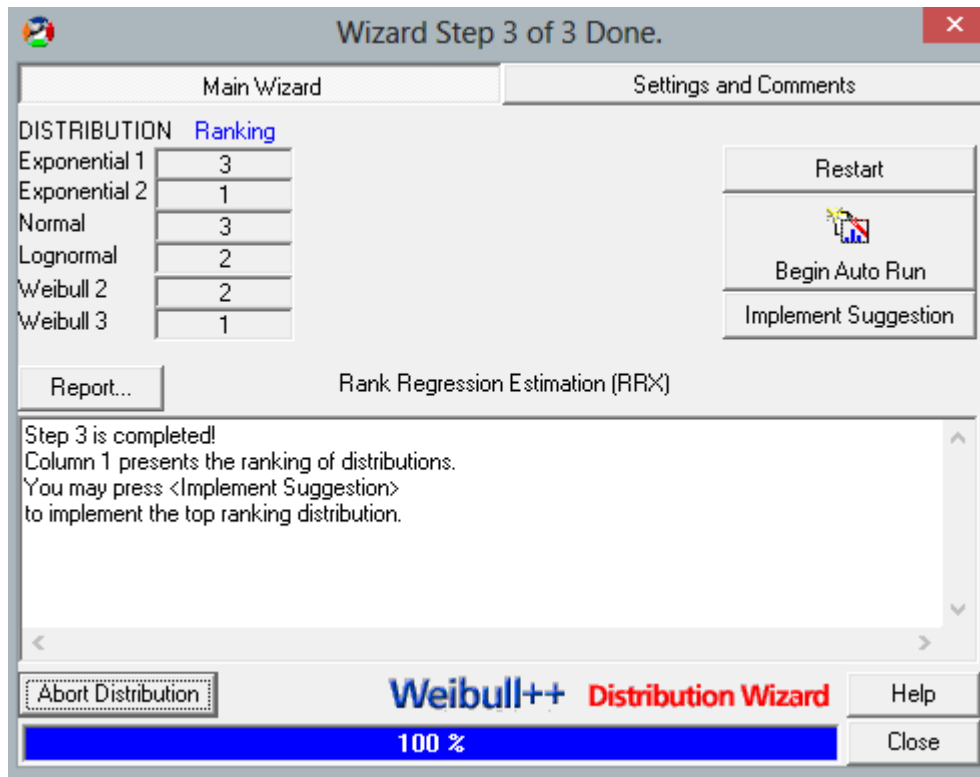 Wizard Step 3 of 3 Done.
Main Wizard
Settings and Comments
DISTRIBUTION Ranking
Exponential 1 3
Exponential 2 1
Normal 3
Lognormal 2
Weibull 2 2
Weibull 3 1
Restart
Begin Auto Run
Implement Suggestion
Report...
Rank Regression Estimation (RRX)
Step 3 is completed!
Column 1 presents the ranking of distributions.
You may press <Implement Suggestion>
to implement the top ranking distribution.
Abort Distribution
Weibull++ Distribution Wizard
Help
100 %
Close